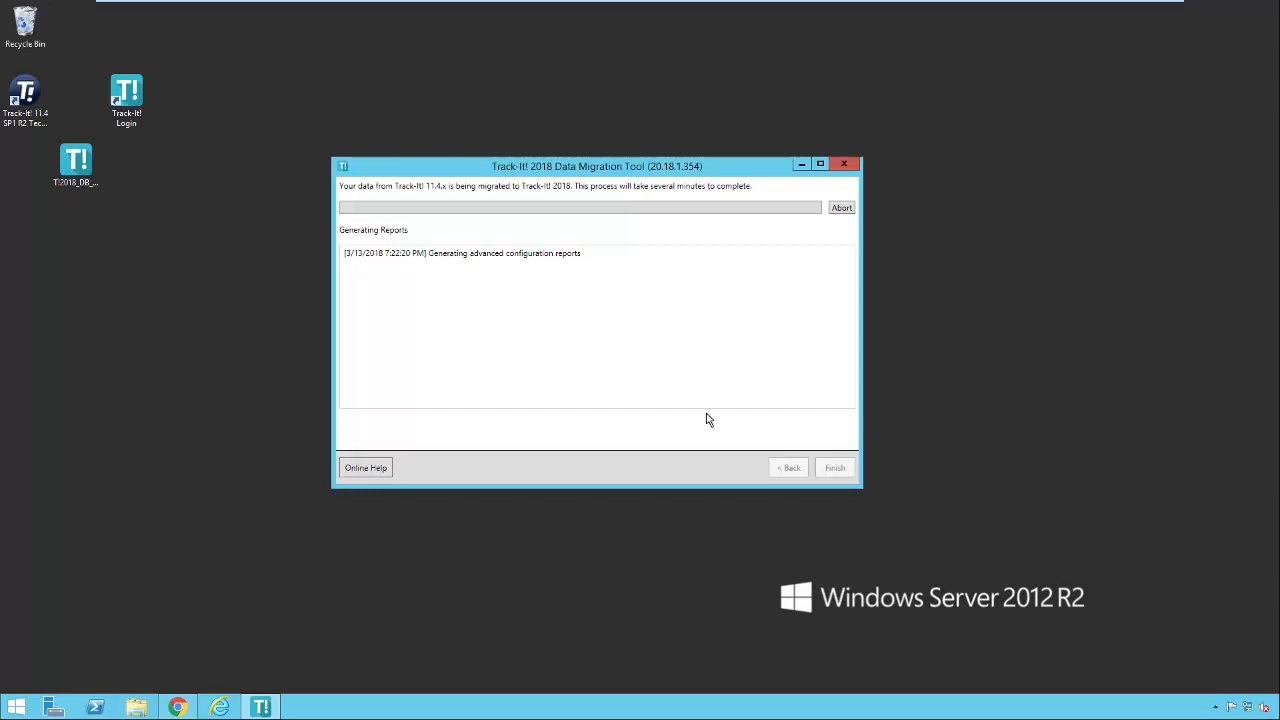 Recycle Bin
T!
Track-It! 11.4
SP1 R2 Tec...
T!
Track-It!
Login
T!
T!2018_DB_...
T!
Track-It! 2018 Data Migration Tool (20.18.1.354)
Your data from Track-It! 11.4.x is being migrated to Track-It! 2018. This process will take several minutes to complete.
Abort
Generating Reports
[3/13/2018 7:22:20 PM] Generating advanced configuration reports
Online Help
< Back
Finish
Windows Server 2012 R2
T!